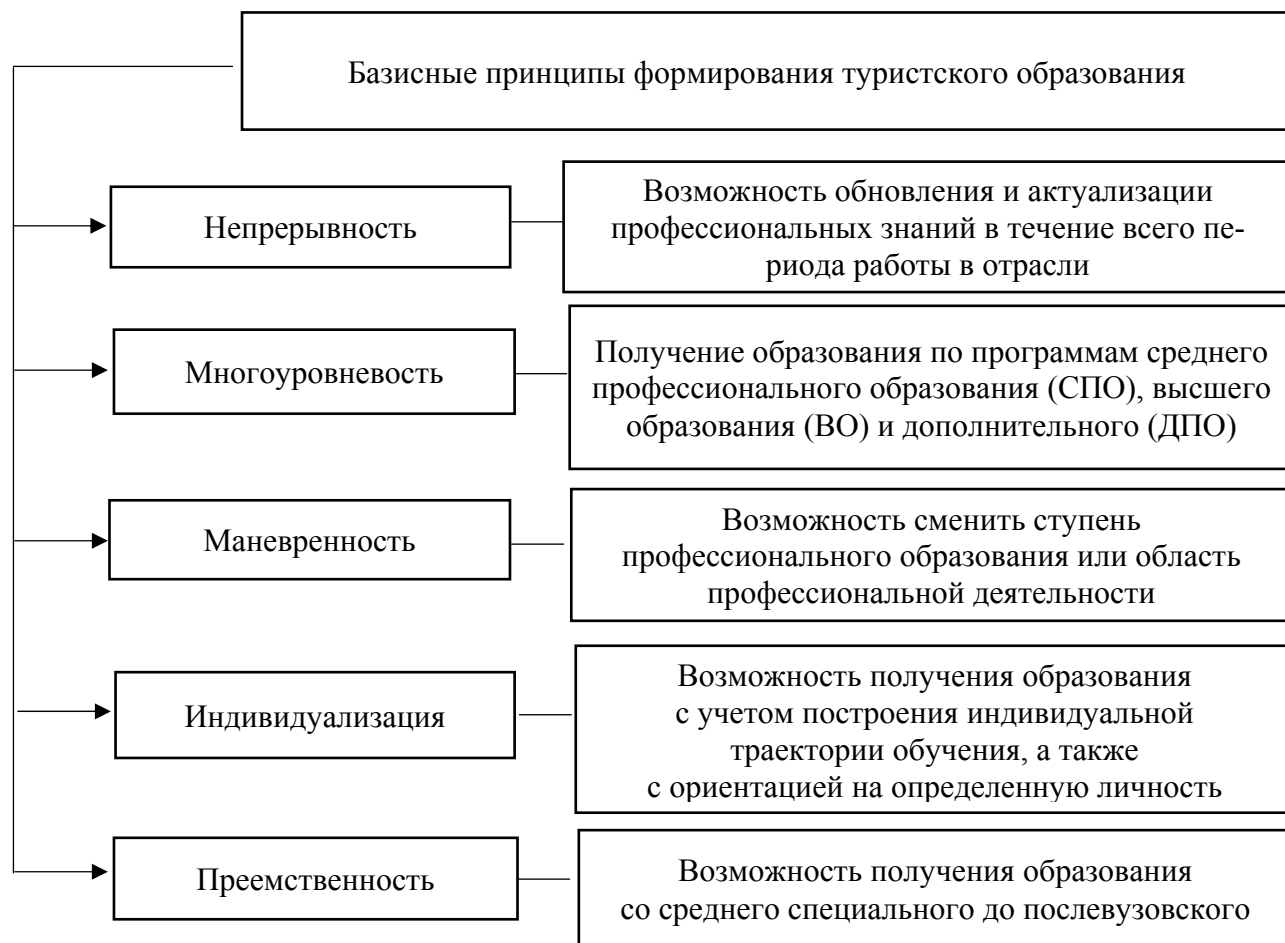 Базисные принципы формирования туристского образования
Непрерывность
Возможность обновления и актуализации
профессиональных знаний в течение всего пе-
риода работы в отрасли
Многоуровневость
Получение образования по программам среднего
профессионального образования (СПО), высшего
образования (ВО) и дополнительного (ДПО)
Маневренность
Возможность сменить ступень
профессионального образования или область
профессиональной деятельности
Индивидуализация
Возможность получения образования
с учетом построения индивидуальной
траектории обучения, а также
с ориентацией на определенную личность
Преемственность
Возможность получения образования
со среднего специального до послевузовского